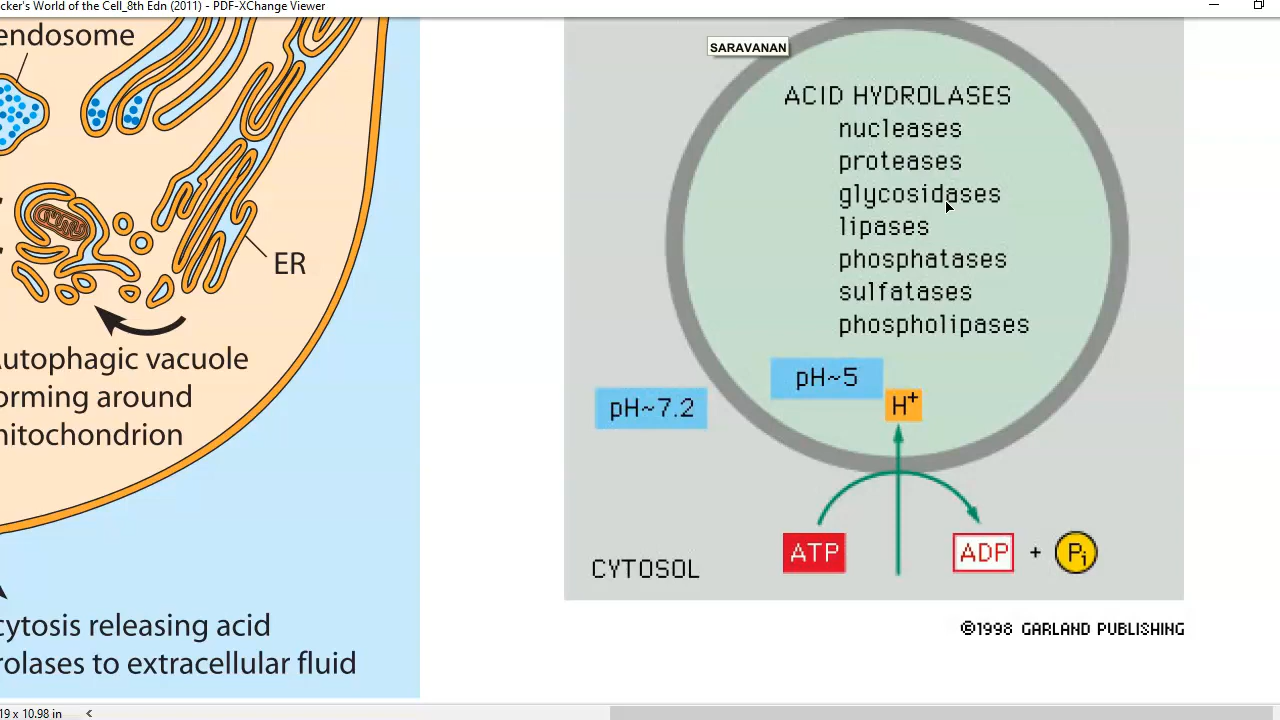 cker's World of the Cell_8th Edn (2011) - PDF-XChange Viewer
endosome
ER
utophagic vacuole
orming around
itochondrion
cytosis releasing acid
rolases to extracellular fluid
SARAVANAN
ACID HYDROLASES
nucleases
proteases
glycosidases
lipases
phosphatases
sulfatases
phospholipases
pH~5
H+
pH~7.2
ATP
ADP + Pi
CYTOSOL
©1998 GARLAND PUBLISHING
19 x 10.98 in